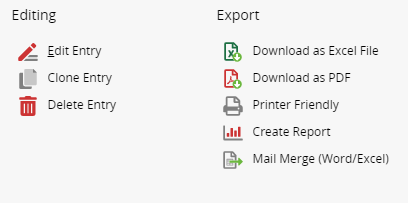 Editing
Edit Entry
Clone Entry
Delete Entry
Export
Download as Excel File
Download as PDF
Printer Friendly
Create Report
Mail Merge (Word/Excel)